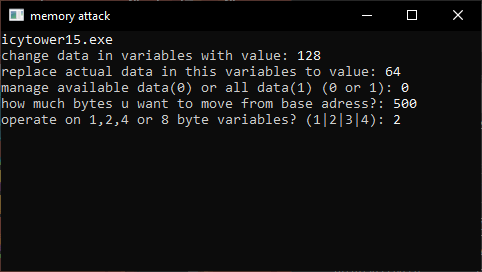 memory attack
icytower15.exe
change data in variables with value: 128
replace actual data in this variables to value: 64
manage available data(0) or all data(1) (0 or 1): 0
how much bytes u want to move from base adress?: 500
operate on 1,2,4 or 8 byte variables? (1|2|3|4): 2